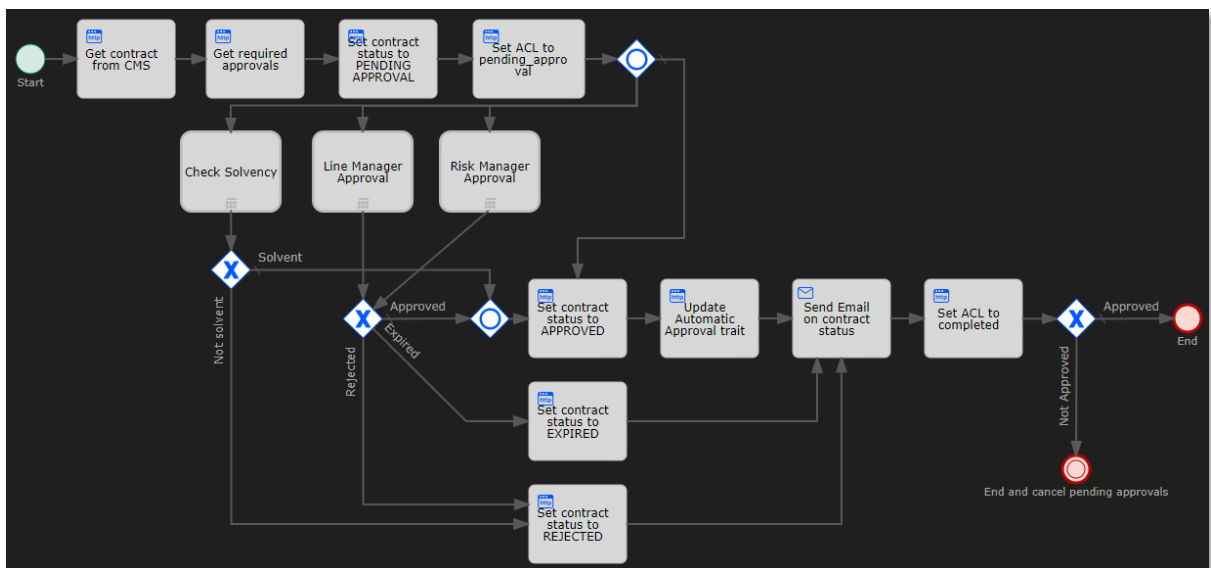 Start
http
Get contract
from CMS
http
Get required
approvals
http
Set contract
status to
PENDING
APPROVAL
http
Set ACL to
pending_appro
val
Check Solvency
Line Manager
Approval
Risk Manager
Approval
Solvent
Not solvent
X
X
Approved
Expired
Rejected
http
Set contract
status to
APPROVED
http
Update
Automatic
Approval trait
Send Email
on contract
status
http
Set ACL to
completed
X
Approved
End
Not Approved
End and cancel pending approvals
http
Set contract
status to
EXPIRED
http
Set contract
status to
REJECTED